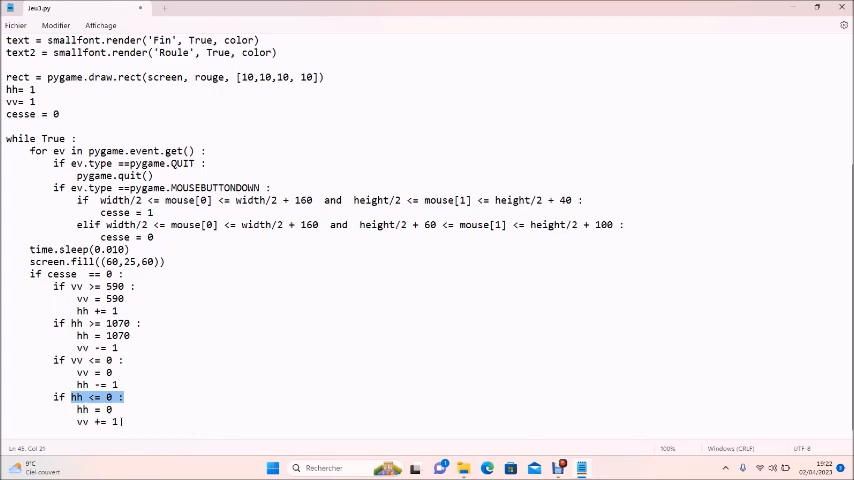 Jeu3.py
Fichier Modifier Affichage
text = smallfont.render('Fin', True, color)
text2 = smallfont.render('Roule', True, color)
rect = pygame.draw.rect(screen, rouge, [10,10,10, 10])
hh= 1
vv= 1
cesse = 0
while True :
for ev in pygame.event.get() :
if ev.type ==pygame.QUIT :
pygame.quit()
if ev.type ==pygame.MOUSEBUTTONDOWN :
if width/2 <= mouse[0] <= width/2 + 160 and height/2 <= mouse[1] <= height/2 + 40 :
cesse = 1
elif width/2 <= mouse[0] <= width/2 + 160 and height/2 + 60 <= mouse[1] <= height/2 + 100 :
cesse = 0
time.sleep(0.010)
screen.fill((60,25,60))
if cesse == 0 :
if vv >= 590 :
vv = 590
hh += 1
if hh >= 1070 :
hh = 1070
vv -= 1
if vv <= 0 :
vv = 0
hh -= 1
if hh <= 0 :
hh = 0
vv += 1
Ln 45, Col 21 100% Windows (CRLF) UTF-8
9°C
Ciel couvert
Rechercher
19:22
02/04/2023